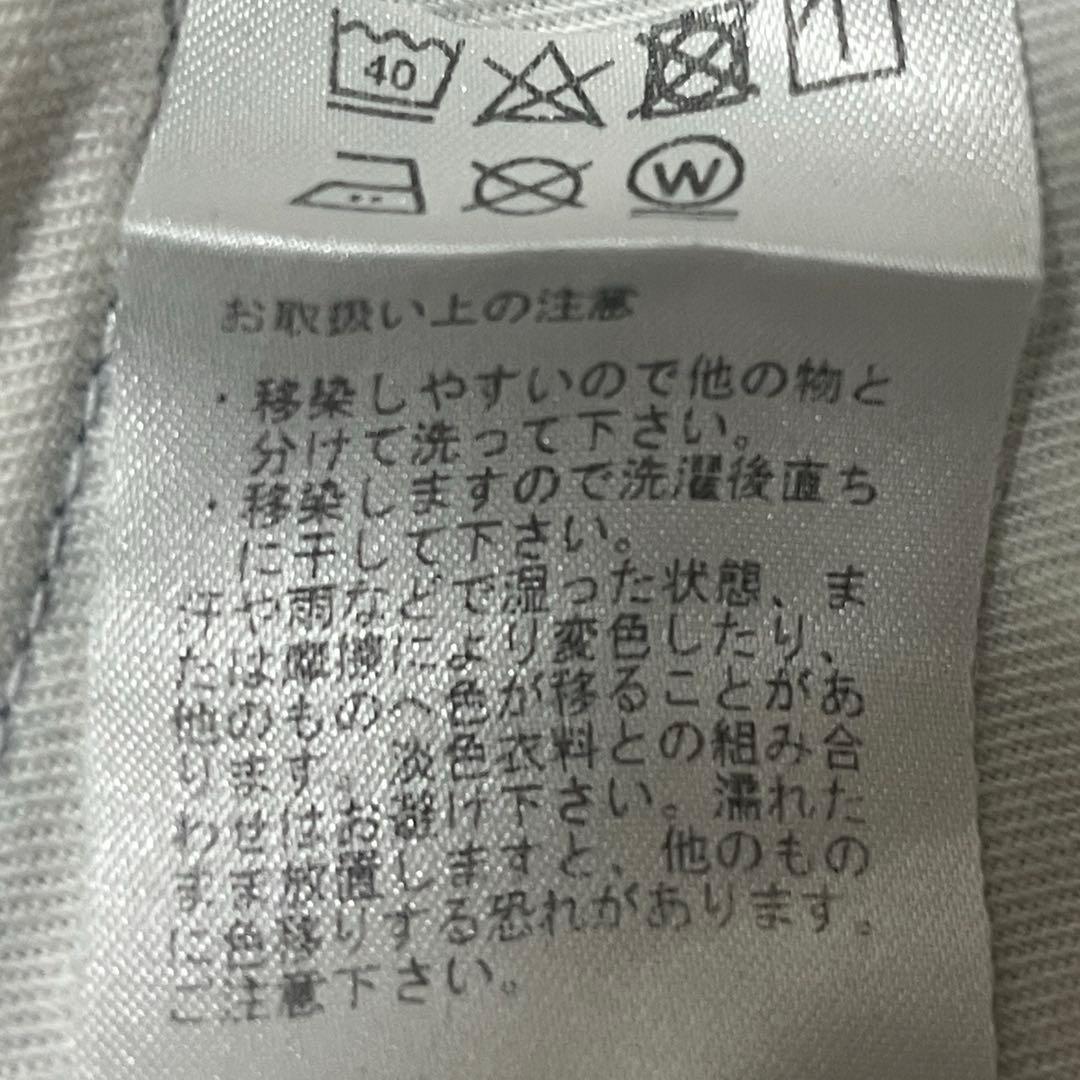 40
W
お取扱い上の注意
・移染しやすいので他の物と
分けて洗って下さい。
・移染しますので洗濯後直ち
に干して下さい。
汗や雨などで湿った状態、ま
たは摩擦により変色したり、
他のものへ色が移ることがあ
ります。淡色衣料との組み合
わせはお避け下さい。濡れた
まま放置しますと、他のもの
に色移りする恐れがあります。
ご注意下さい。